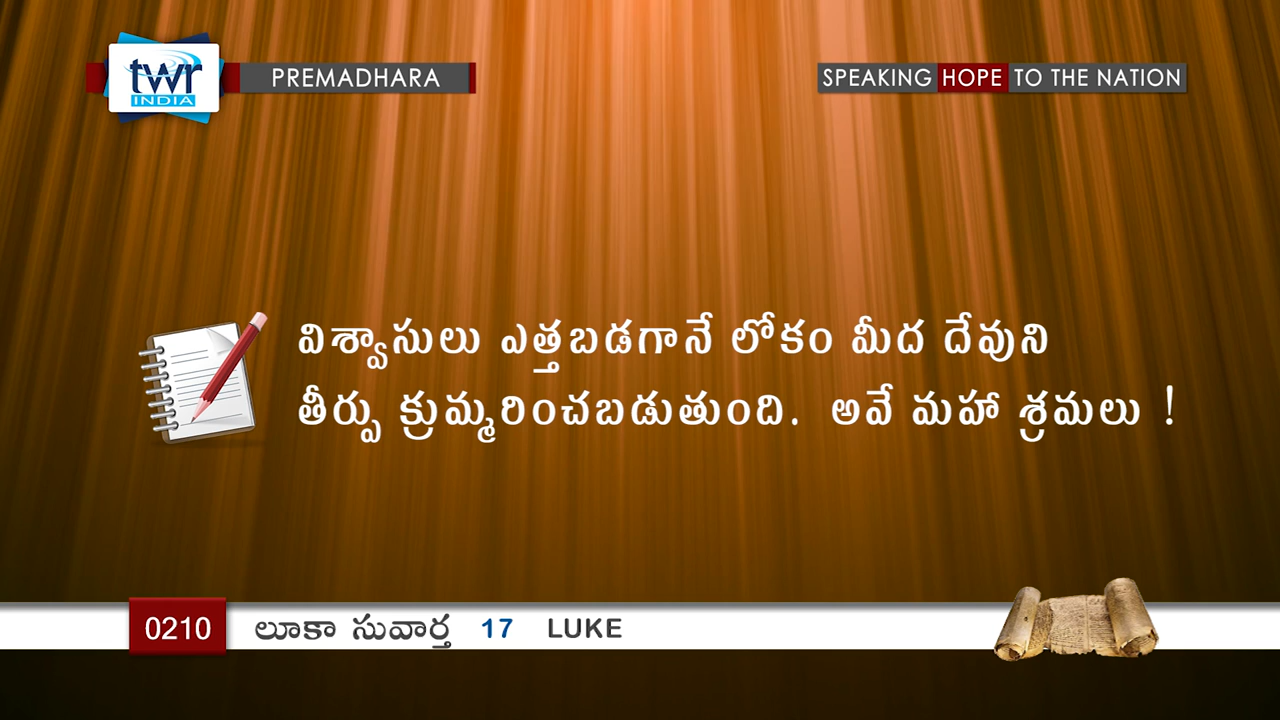 twr
INDIA
PREMADHARA
SPEAKING HOPE TO THE NATION
విశ్వాసులు ఎత్తబడగానే లోకం మీద దేవుని
తీర్పు క్రుమ్మరించబడుతుంది. అవే మహా శ్రమలు !
0210 లూకా సువార్త 17 LUKE